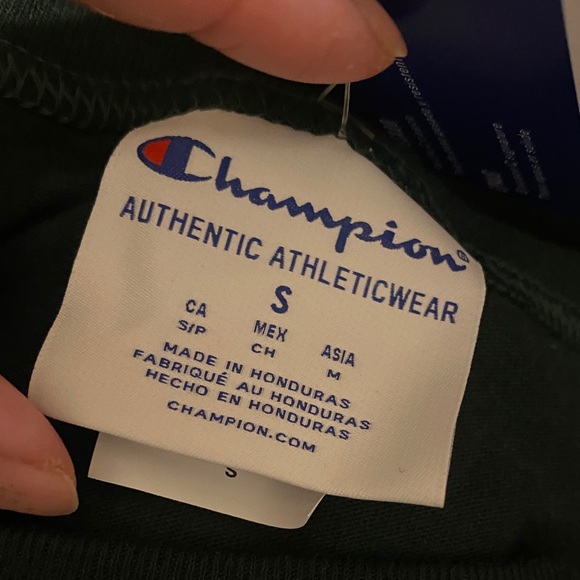 Champion®
AUTHENTIC ATHLETICWEAR
S
CA MEX ASIA
S/P CH M
MADE IN HONDURAS
FABRIQUÉ AU HONDURAS
HECHO EN HONDURAS
CHAMPION.COM
S